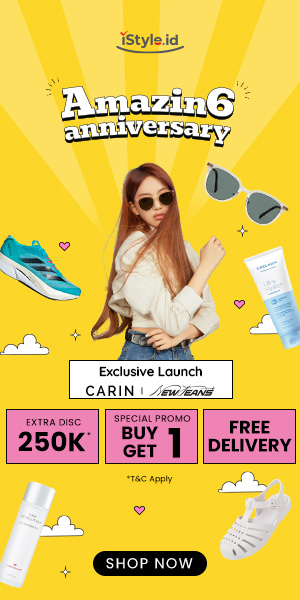 iStyle.id
Amazin6
anniversary
Exclusive Launch
CARIN | NEWJEANS
EXTRA DISC
250K*
SPECIAL PROMO
BUY 1
GET
FREE
DELIVERY
*T&C Apply
SHOP NOW